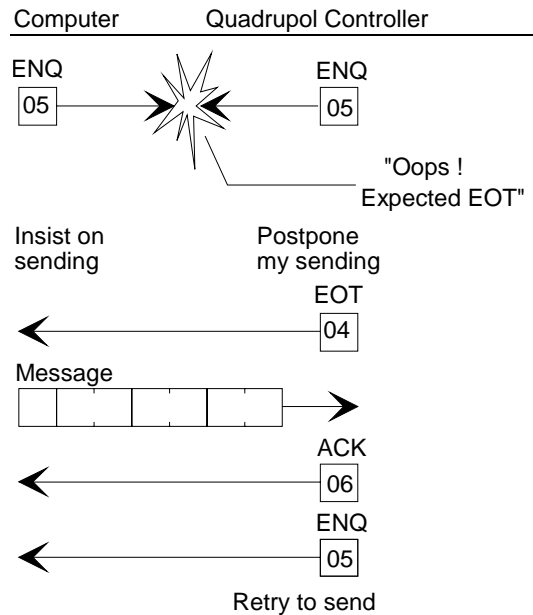 Computer Quadrupol Controller
ENQ ENQ
05 05
"Oops !
Expected EOT"
Insist on Postpone
sending my sending
EOT
04
Message
ACK
06
ENQ
05
Retry to send